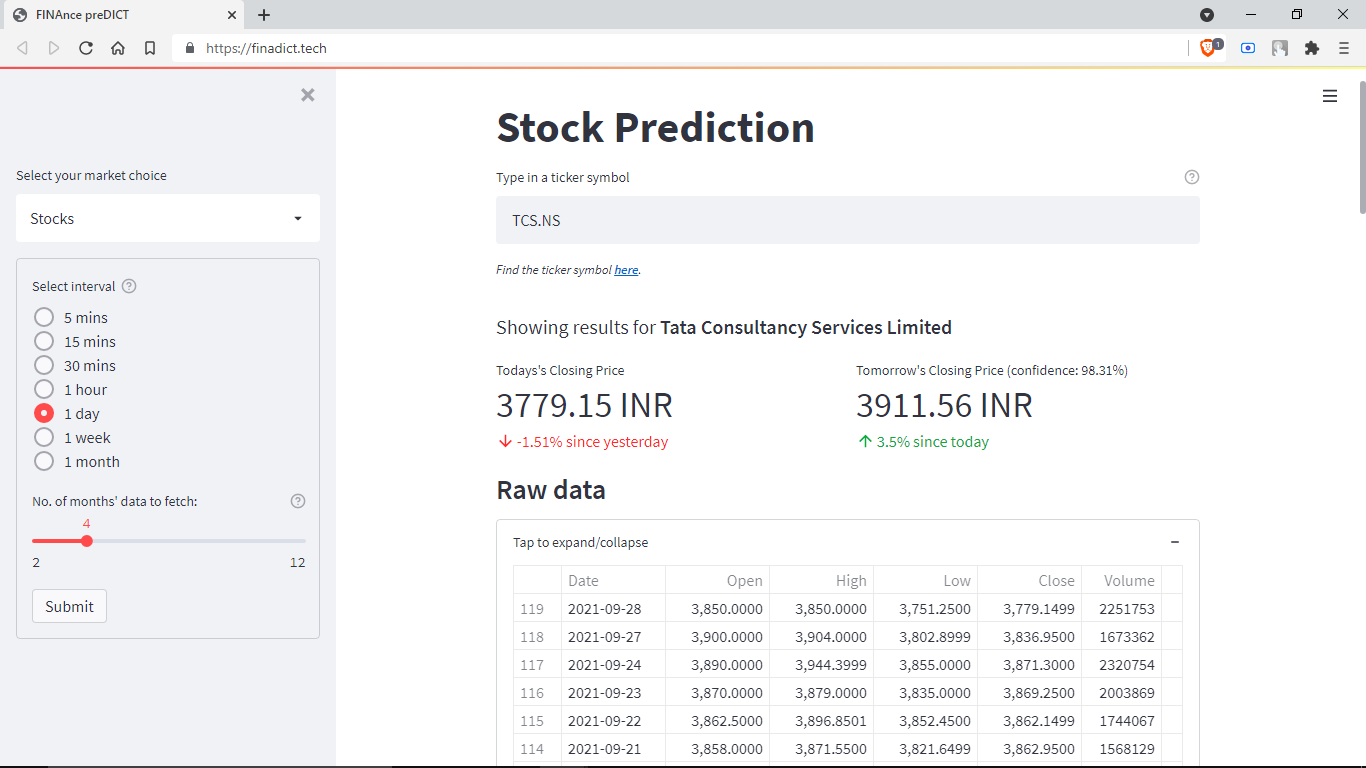 FINAnce preDICT
https://finadict.tech
1
Select your market choice
Stocks
Select interval
5 mins
15 mins
30 mins
1 hour
1 day
1 week
1 month
No. of months' data to fetch:
4
2 12
Submit
Stock Prediction
Type in a ticker symbol
TCS.NS
Find the ticker symbol here.
Showing results for Tata Consultancy Services Limited
Todays's Closing Price Tomorrow's Closing Price (confidence: 98.31%)
3779.15 INR 3911.56 INR
↓ -1.51% since yesterday ↑ 3.5% since today
Raw data
Tap to expand/collapse −
Date Open High Low Close Volume
119 2021-09-28 3,850.0000 3,850.0000 3,751.2500 3,779.1499 2251753
118 2021-09-27 3,900.0000 3,904.0000 3,802.8999 3,836.9500 1673362
117 2021-09-24 3,890.0000 3,944.3999 3,855.0000 3,871.3000 2320754
116 2021-09-23 3,870.0000 3,879.0000 3,835.0000 3,869.2500 2003869
115 2021-09-22 3,862.5000 3,896.8501 3,852.4500 3,862.1499 1744067
114 2021-09-21 3,858.0000 3,871.5500 3,821.6499 3,862.9500 1568129